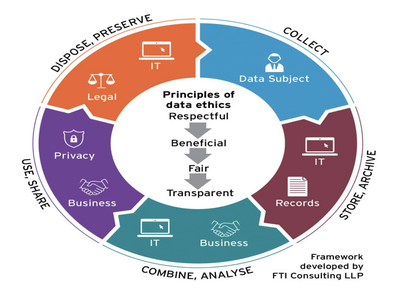 DISPOSE, PRESERVE
COLLECT
IT
Legal
Data Subject
Principles of
data ethics
Respectful
Beneficial
Fair
Transparent
Privacy
Business
IT
Records
USE, SHARE
STORE, ARCHIVE
IT
Business
COMBINE, ANALYSE
Framework
developed by
FTI Consulting LLP